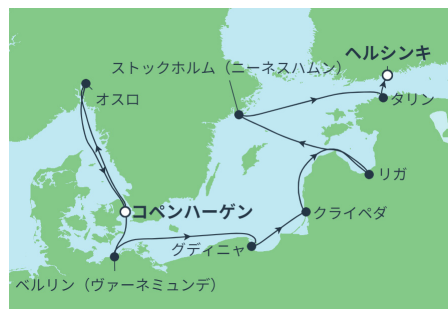 ヘルシンキ
ストックホルム（ニーネスハムン）
オスロ
タリン
リガ
コペンハーゲン
クライペダ
グディニャ
ベルリン（ヴァーネミュンデ）